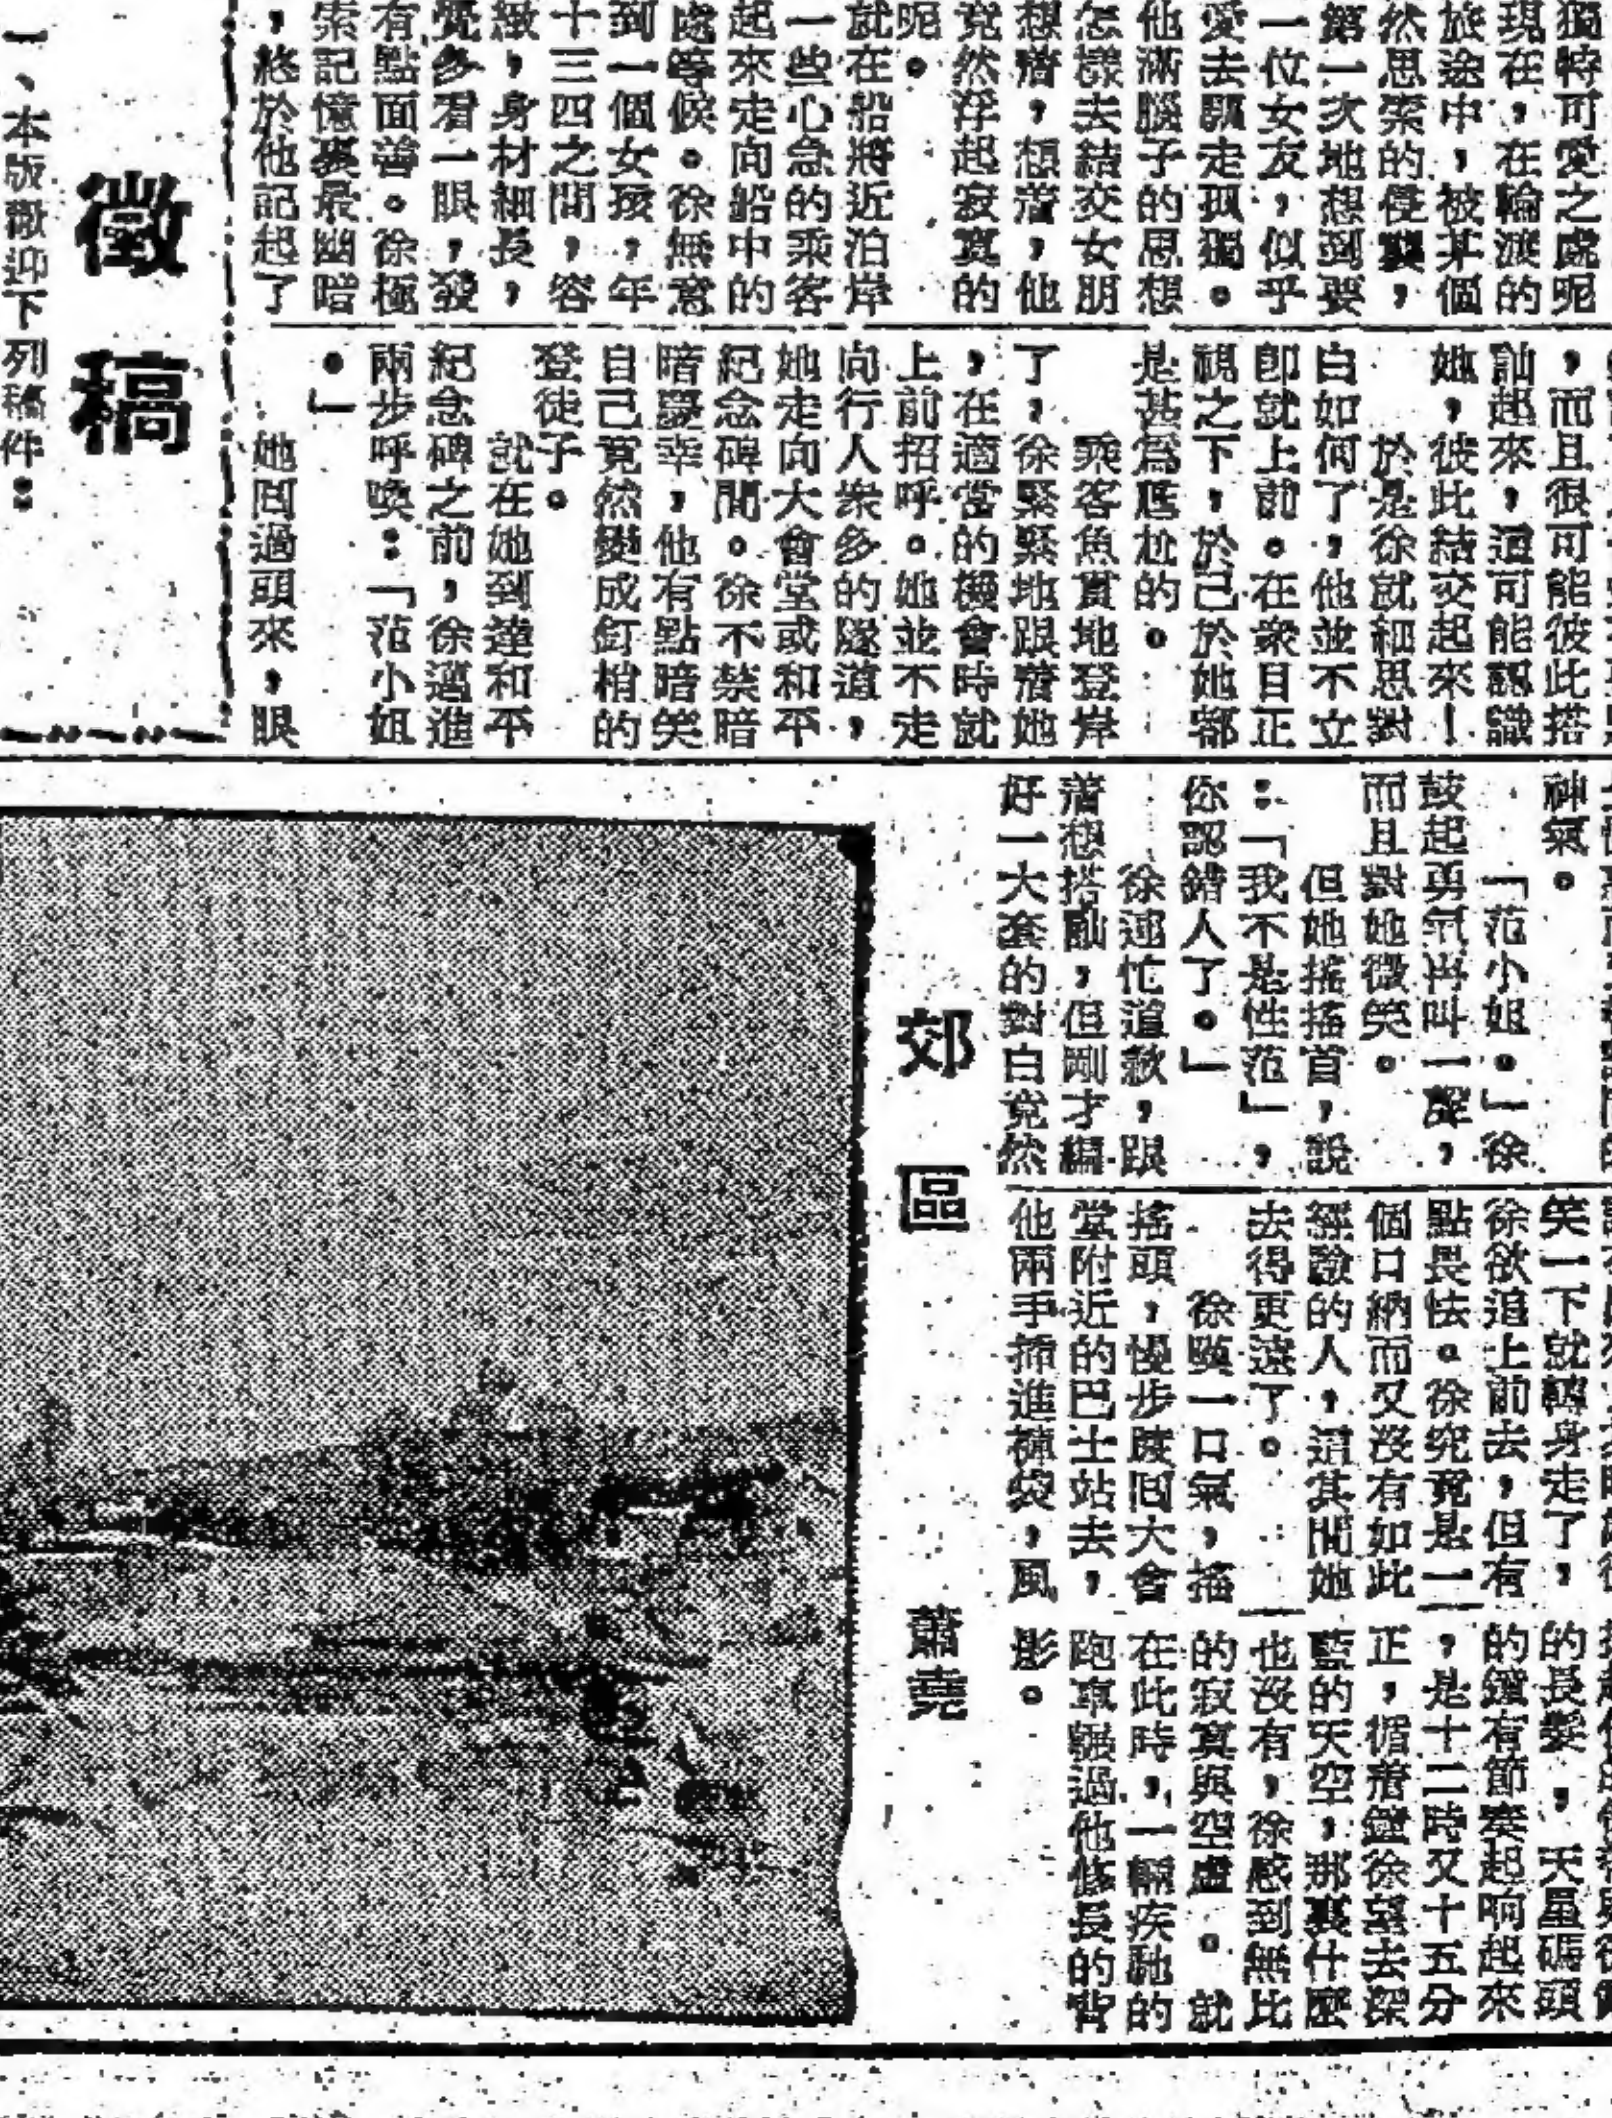 獨特可愛之處呢
現在，在輪渡的
旅途中，被某個
然思索的侵襲，
第一次地想到要
一位女友，似乎
愛去驅走孤獨。
他滿腦子的思想
怎樣去結交女朋
想着，想着，他
竟然浮起寂寞的
呢。
就在船將近泊岸
一些心急的乘客
起來走向船中的
處等候。徐無意
到一個女孩，年
十三四之間，容
緻，身材細長，
覺多看一眼，發
有點面善。徐極
索記憶裏最幽暗
，終於他記起了
，而且很可能彼此搭
訕起來，這可能認識
她，彼此結交起來！
於是徐就細思對
白如何了，他並不立
即就上前。在衆目正
視之下，於己於她都
是甚爲尷尬的。
乘客魚貫地登岸
了，徐緊緊地跟着她
，在適當的機會時就
上前招呼。她並不走
向行人衆多的隧道，
她走向大會堂或和平
紀念碑間。徐不禁暗
暗慶幸，他有點暗笑
自己竟然變成釘梢的
登徒子。
就在她到達和平
紀念碑之前，徐邁進
兩步呼喚：「范小姐
。」
她囘過頭來，眼
神氣。
「范小姐。」徐
鼓起勇氣再叫一聲，
而且對她微笑。
但她搖搖首，說
：「我不是性范」，
你認錯人了。」
徐連忙道歉，跟
着想搭訕，但剛才編
好一大套的對白竟然
笑一下就轉身走了，
徐欲追上前去，但有
點畏怯。徐究竟是一
個口納而又沒有如此
經驗的人，這其間她
去得更遠了。
徐嘆一口氣，搖
搖頭，慢步踱囘大會
堂附近的巴士站去，
他兩手插進褲袋，風
的長髮，天星碼頭
的鐘有節奏起响起來
，是十二時又十五分
正，循着鐘徐望去深
藍的天空，那裏什麼
也沒有，徐感到無比
的寂寞與空虛。就
在此時，一輛疾馳的
跑車輾過他修長的背
影。
徵稿
一、本版歡迎下列稿件：
郊區　蕭堯